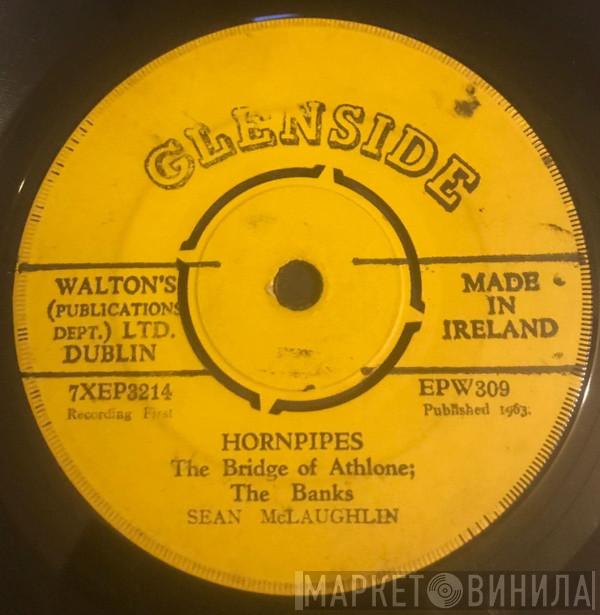 GLENSIDE
WALTON'S
(PUBLICATIONS
DEPT.) LTD.
DUBLIN
MADE
IN
IRELAND
7XEP3214
Recording First
EPW309
Published 1963.
HORNPIPES
The Bridge of Athlone;
The Banks
SEAN McLAUGHLIN
МАРКЕТ ВИНИЛА